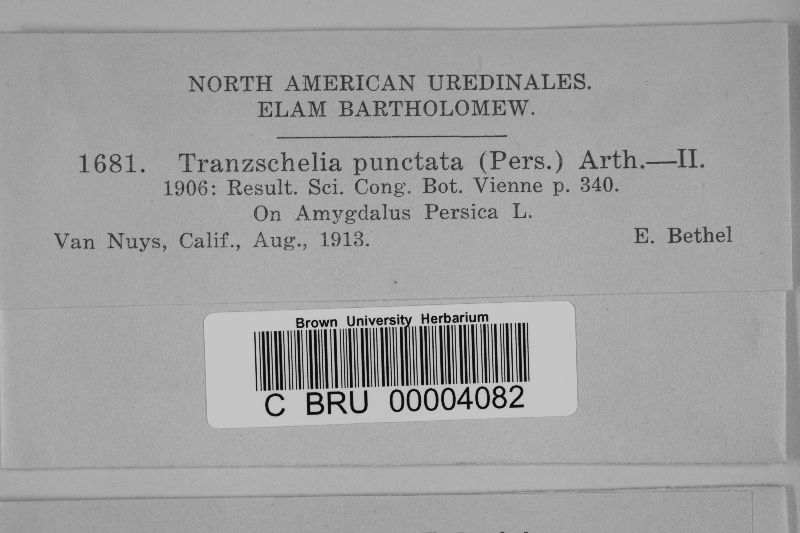 NORTH AMERICAN UREDINALES.
ELAM BARTHOLOMEW.
1681. Tranzschelia punctata (Pers.) Arth.—II.
1906: Result. Sci. Cong. Bot. Vienne p. 340.
On Amygdalus Persica L.
Van Nuys, Calif., Aug., 1913. E. Bethel
Brown University Herbarium
C BRU 00004082